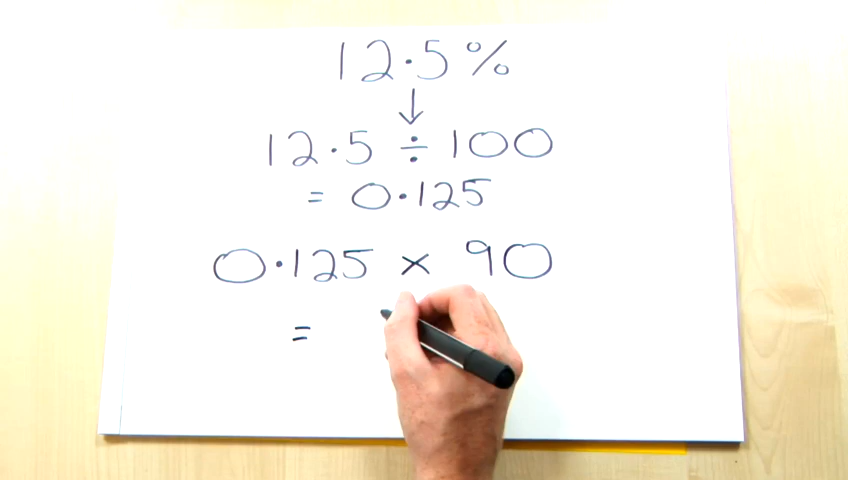 12.5%
↓
12.5 ÷ 100
= 0.125
0.125 × 90
=